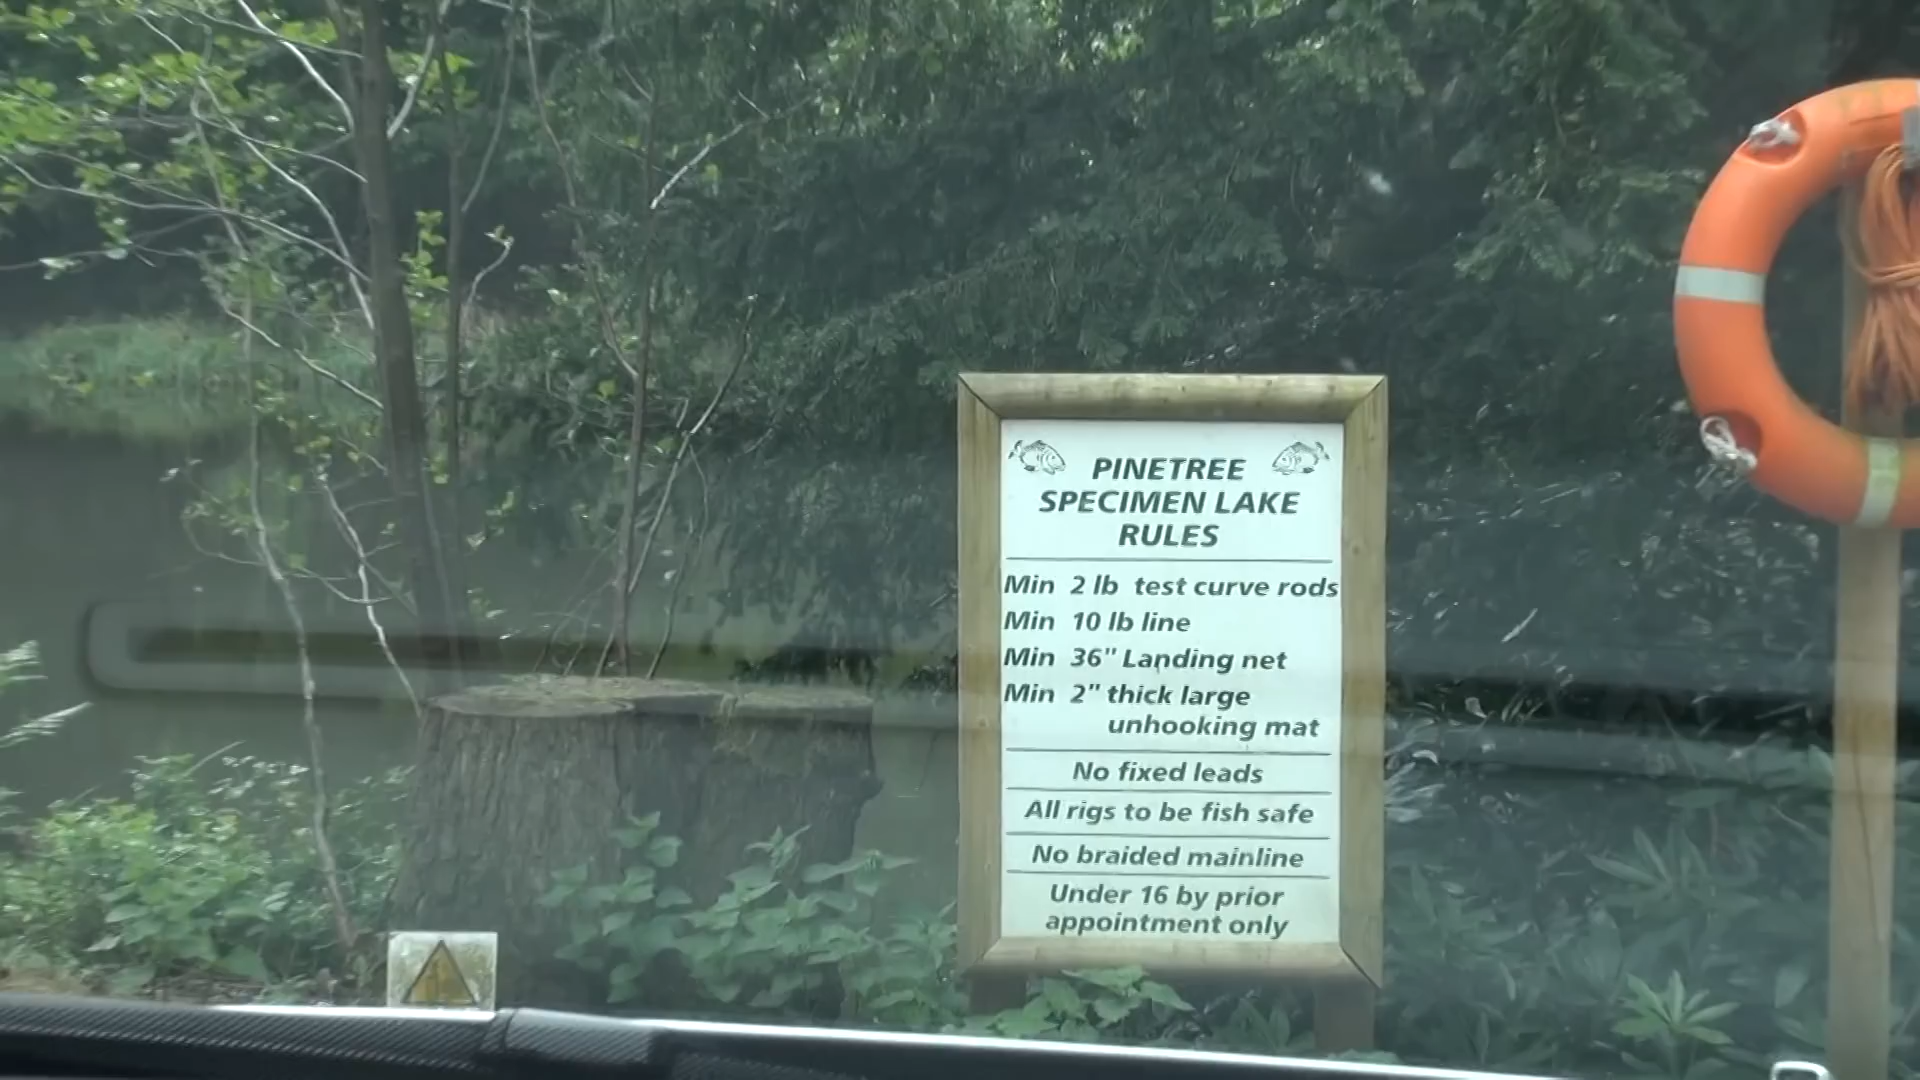 PINETREE
SPECIMEN LAKE
RULES
Min 2 lb test curve rods
Min 10 lb line
Min 36" Landing net
Min 2" thick large
unhooking mat
No fixed leads
All rigs to be fish safe
No braided mainline
Under 16 by prior
appointment only